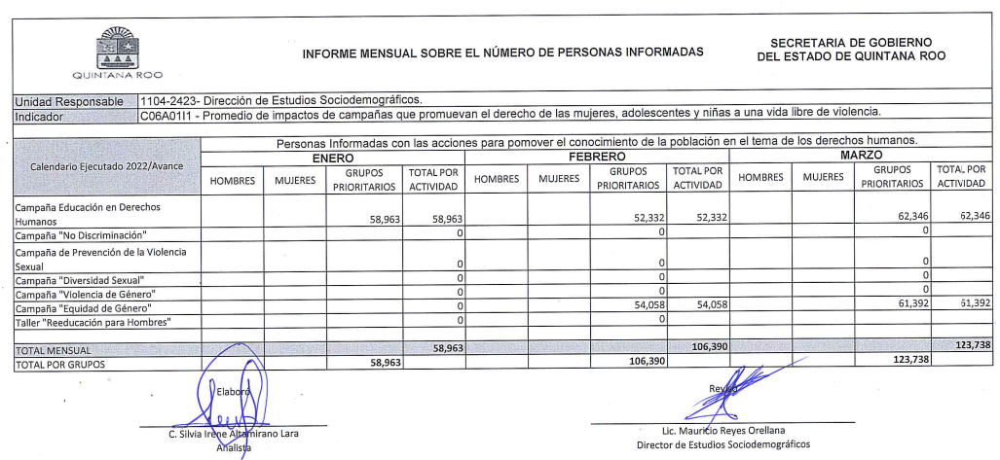 QUINTANA ROO
INFORME MENSUAL SOBRE EL NÚMERO DE PERSONAS INFORMADAS
SECRETARIA DE GOBIERNO
DEL ESTADO DE QUINTANA ROO
Unidad Responsable 1104-2423- Dirección de Estudios Sociodemográficos.
Indicador C06A01I1 - Promedio de impactos de campañas que promuevan el derecho de las mujeres, adolescentes y niñas a una vida libre de violencia.
Calendario Ejecutado 2022/Avance
Personas Informadas con las acciones para pomover el conocimiento de la población en el tema de los derechos humanos.
ENERO FEBRERO MARZO
HOMBRES MUJERES GRUPOS PRIORITARIOS TOTAL POR ACTIVIDAD HOMBRES MUJERES GRUPOS PRIORITARIOS TOTAL POR ACTIVIDAD HOMBRES MUJERES GRUPOS PRIORITARIOS TOTAL POR ACTIVIDAD
Campaña Educación en Derechos
Humanos 58,963 58,963 52,332 52,332 62,346 62,346
Campaña "No Discriminación" 0 0 0
Campaña de Prevención de la Violencia
Sexual 0 0 0
Campaña "Diversidad Sexual" 0 0 0
Campaña "Violencia de Género" 0 0 0
Campaña "Equidad de Género" 0 54,058 54,058 61,392 61,392
Taller "Reeducación para Hombres" 0 0
TOTAL MENSUAL 58,963 106,390 123,738
TOTAL POR GRUPOS 58,963 106,390 123,738
Elaboró
C. Silvia Irene Altamirano Lara
Analista
Revisó
Lic. Mauricio Reyes Orellana
Director de Estudios Sociodemográficos